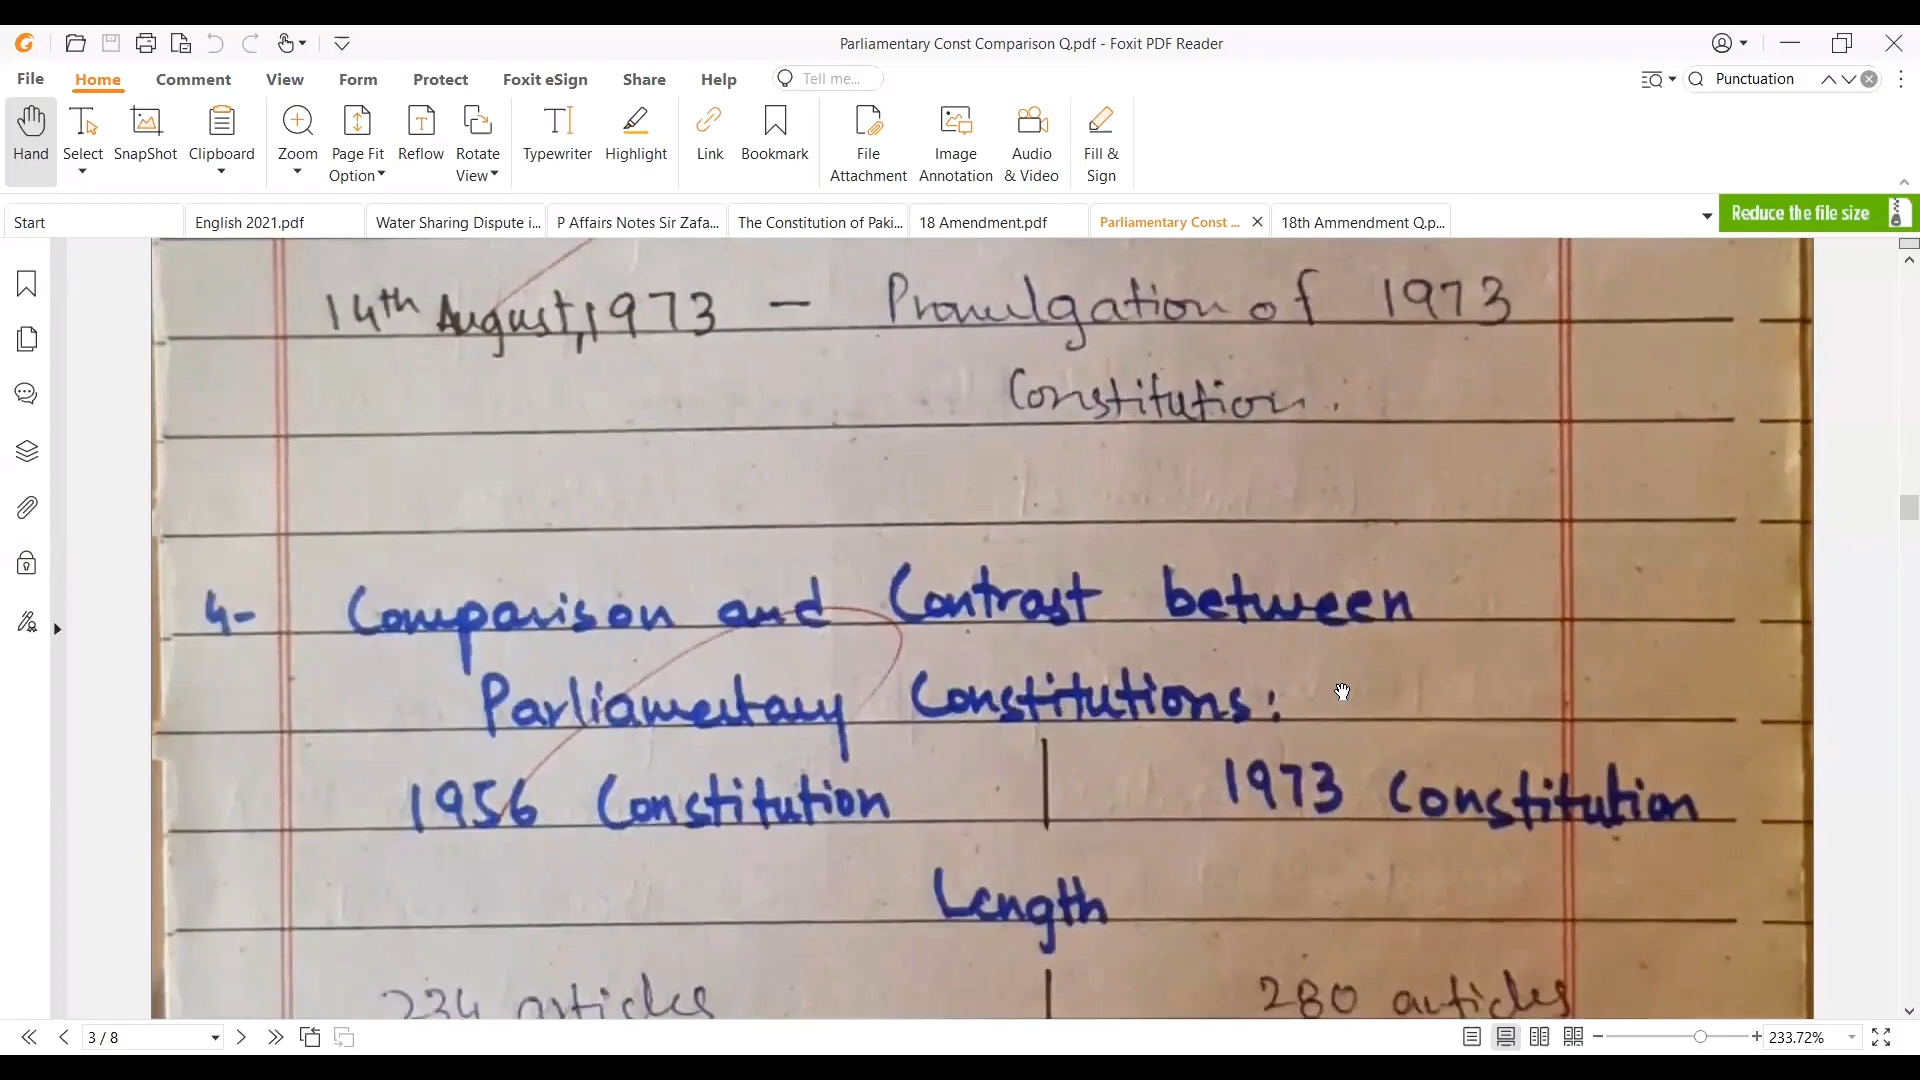 Parliamentary Const Comparison Q.pdf - Foxit PDF Reader
File Home Comment View Form Protect Foxit eSign Share Help Tell me... Punctuation
Hand Select SnapShot Clipboard Zoom Page Fit Option Reflow Rotate View Typewriter Highlight Link Bookmark File Attachment Image Annotation Audio & Video Fill & Sign
Start English 2021.pdf Water Sharing Dispute i... P Affairs Notes Sir Zafa... The Constitution of Paki... 18 Amendment.pdf Parliamentary Const ... 18th Ammendment Q.p... Reduce the file size
14th August, 1973 — Promulgation of 1973
Constitution.
4- Comparison and Contrast between
Parliamentary Constitutions:
1956 Constitution | 1973 Constitution
Length
234 articles | 280 articles
3 / 8 233.72%